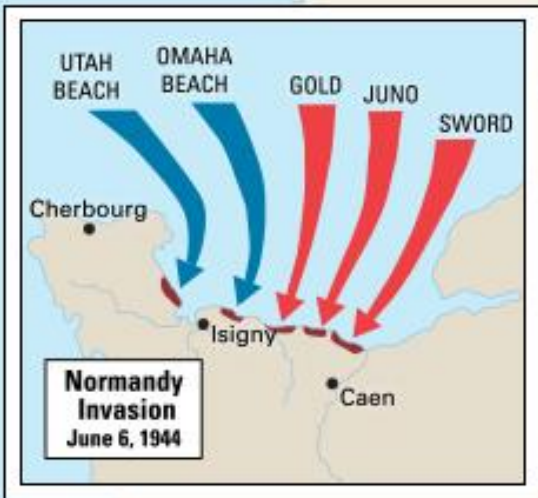 UTAH
BEACH
OMAHA
BEACH
GOLD
JUNO
SWORD
Cherbourg
Isigny
Caen
Normandy
Invasion
June 6, 1944